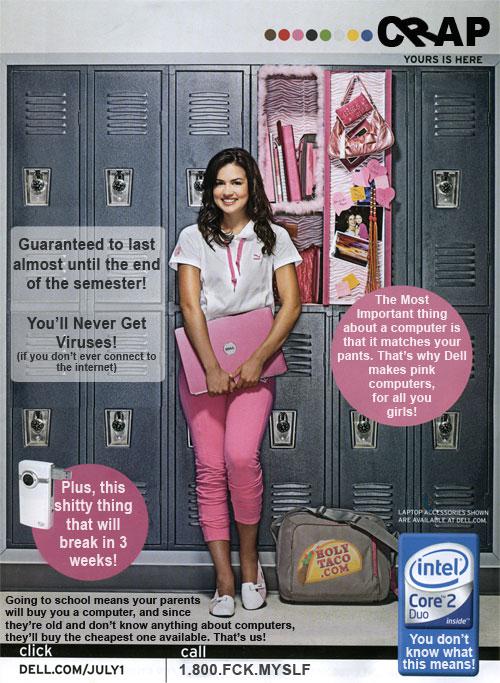 CRAP
YOURS IS HERE
Guaranteed to last
almost until the end
of the semester!
You'll Never Get
Viruses!
(if you don't ever connect to
the internet)
The Most
Important thing
about a computer is
that it matches your
pants. That's why Dell
makes pink
computers,
for all you
girls!
Plus, this
shitty thing
that will
break in 3
weeks!
LAPTOP ACCESSORIES SHOWN
ARE AVAILABLE AT DELL.COM.
HOLY
TACO
.COM
DELL
intel
Core™2
Duo
inside™
You don't
know what
this means!
Going to school means your parents
will buy you a computer, and since
they're old and don't know anything about computers,
they'll buy the cheapest one available. That's us!
click
DELL.COM/JULY1
call
1.800.FCK.MYSLF